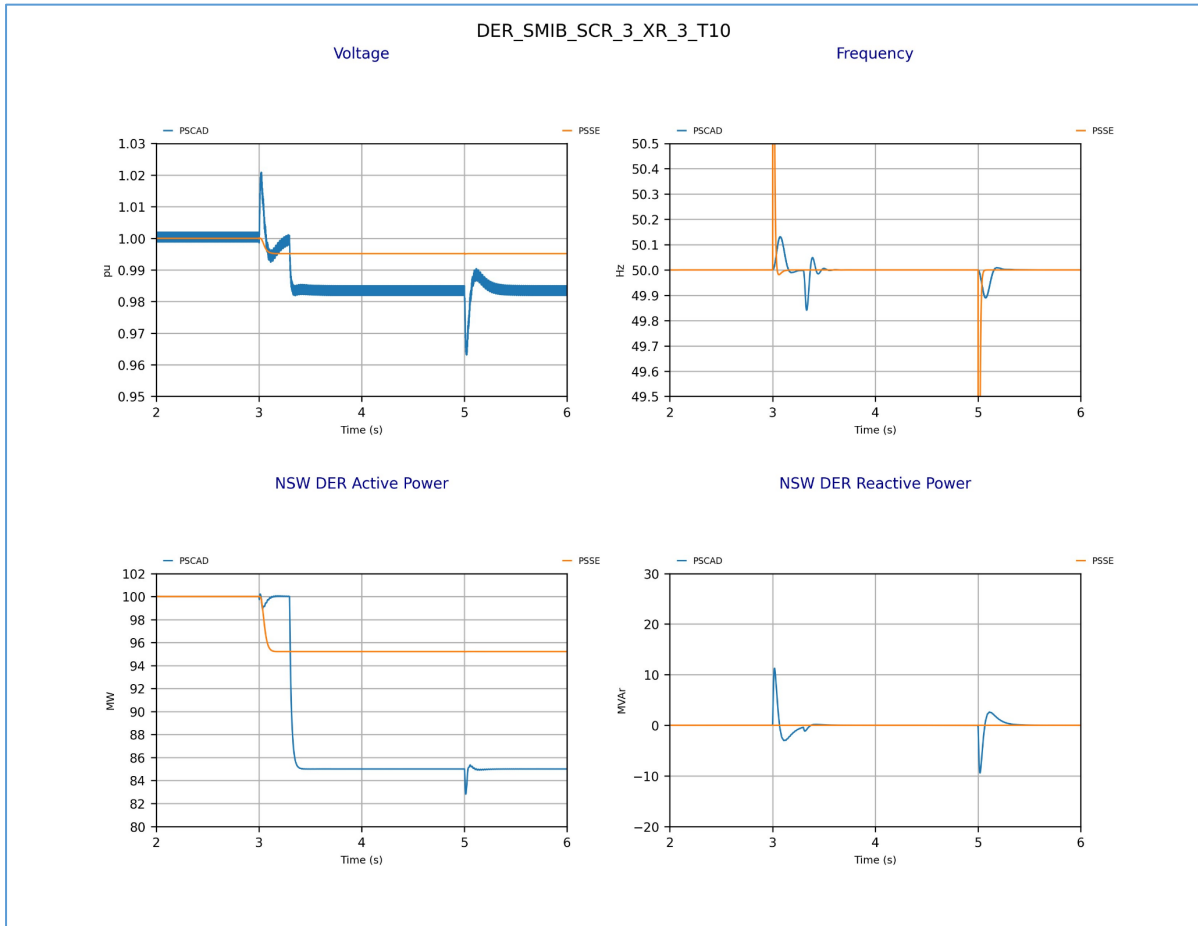 DER_SMIB_SCR_3_XR_3_T10
Voltage
PSCAD
PSSE
1.03
1.02
1.01
1.00
0.99
0.98
0.97
0.96
0.95
pu
2 3 4 5 6
Time (s)
Frequency
PSCAD
PSSE
50.5
50.4
50.3
50.2
50.1
50.0
49.9
49.8
49.7
49.6
49.5
Hz
2 3 4 5 6
Time (s)
NSW DER Active Power
PSCAD
PSSE
102
100
98
96
94
92
90
88
86
84
82
80
MW
2 3 4 5 6
Time (s)
NSW DER Reactive Power
PSCAD
PSSE
30
20
10
0
−10
−20
MVAr
2 3 4 5 6
Time (s)